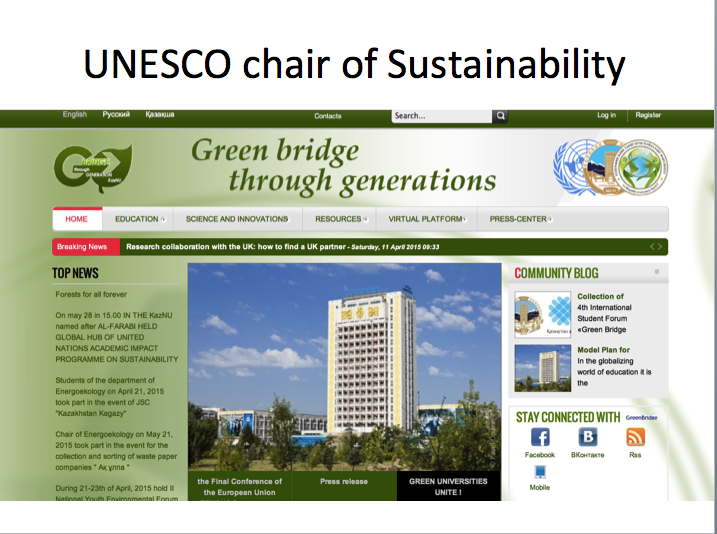 UNESCO chair of Sustainability
English Русский Қазақша
Contacts
Search...
Log in Register
BRIDGE
through
GENERATION
KazNU
Green bridge
through generations
HOME EDUCATION SCIENCE AND INNOVATIONS RESOURCES VIRTUAL PLATFORM PRESS-CENTER
Breaking News Research collaboration with the UK: how to find a UK partner - Saturday, 11 April 2015 09:33
TOP NEWS
Forests for all forever
On may 28 in 15.00 IN THE KazNU
named after AL-FARABI HELD
GLOBAL HUB OF UNITED
NATIONS ACADEMIC IMPACT
PROGRAMME ON SUSTAINABILITY
Students of the department of
Energoekology on April 21, 2015
took part in the event of JSC
"Kazakhstan Kagazy"
Chair of Energoekology on May 21,
2015 took part in the event for the
collection and sorting of waste paper
companies " Ақ ұлпа "
During 21-23th of April, 2015 hold II
National Youth Environmental Forum
the Final Conference of
the European Union
Press release
GREEN UNIVERSITIES
UNITE !
COMMUNITY BLOG
Collection of
4th International
Student Forum
«Green Bridge
Model Plan for
In the globalizing
world of education it is
the
STAY CONNECTED WITH GreenBridge
Facebook ВКонтакте Rss
Mobile